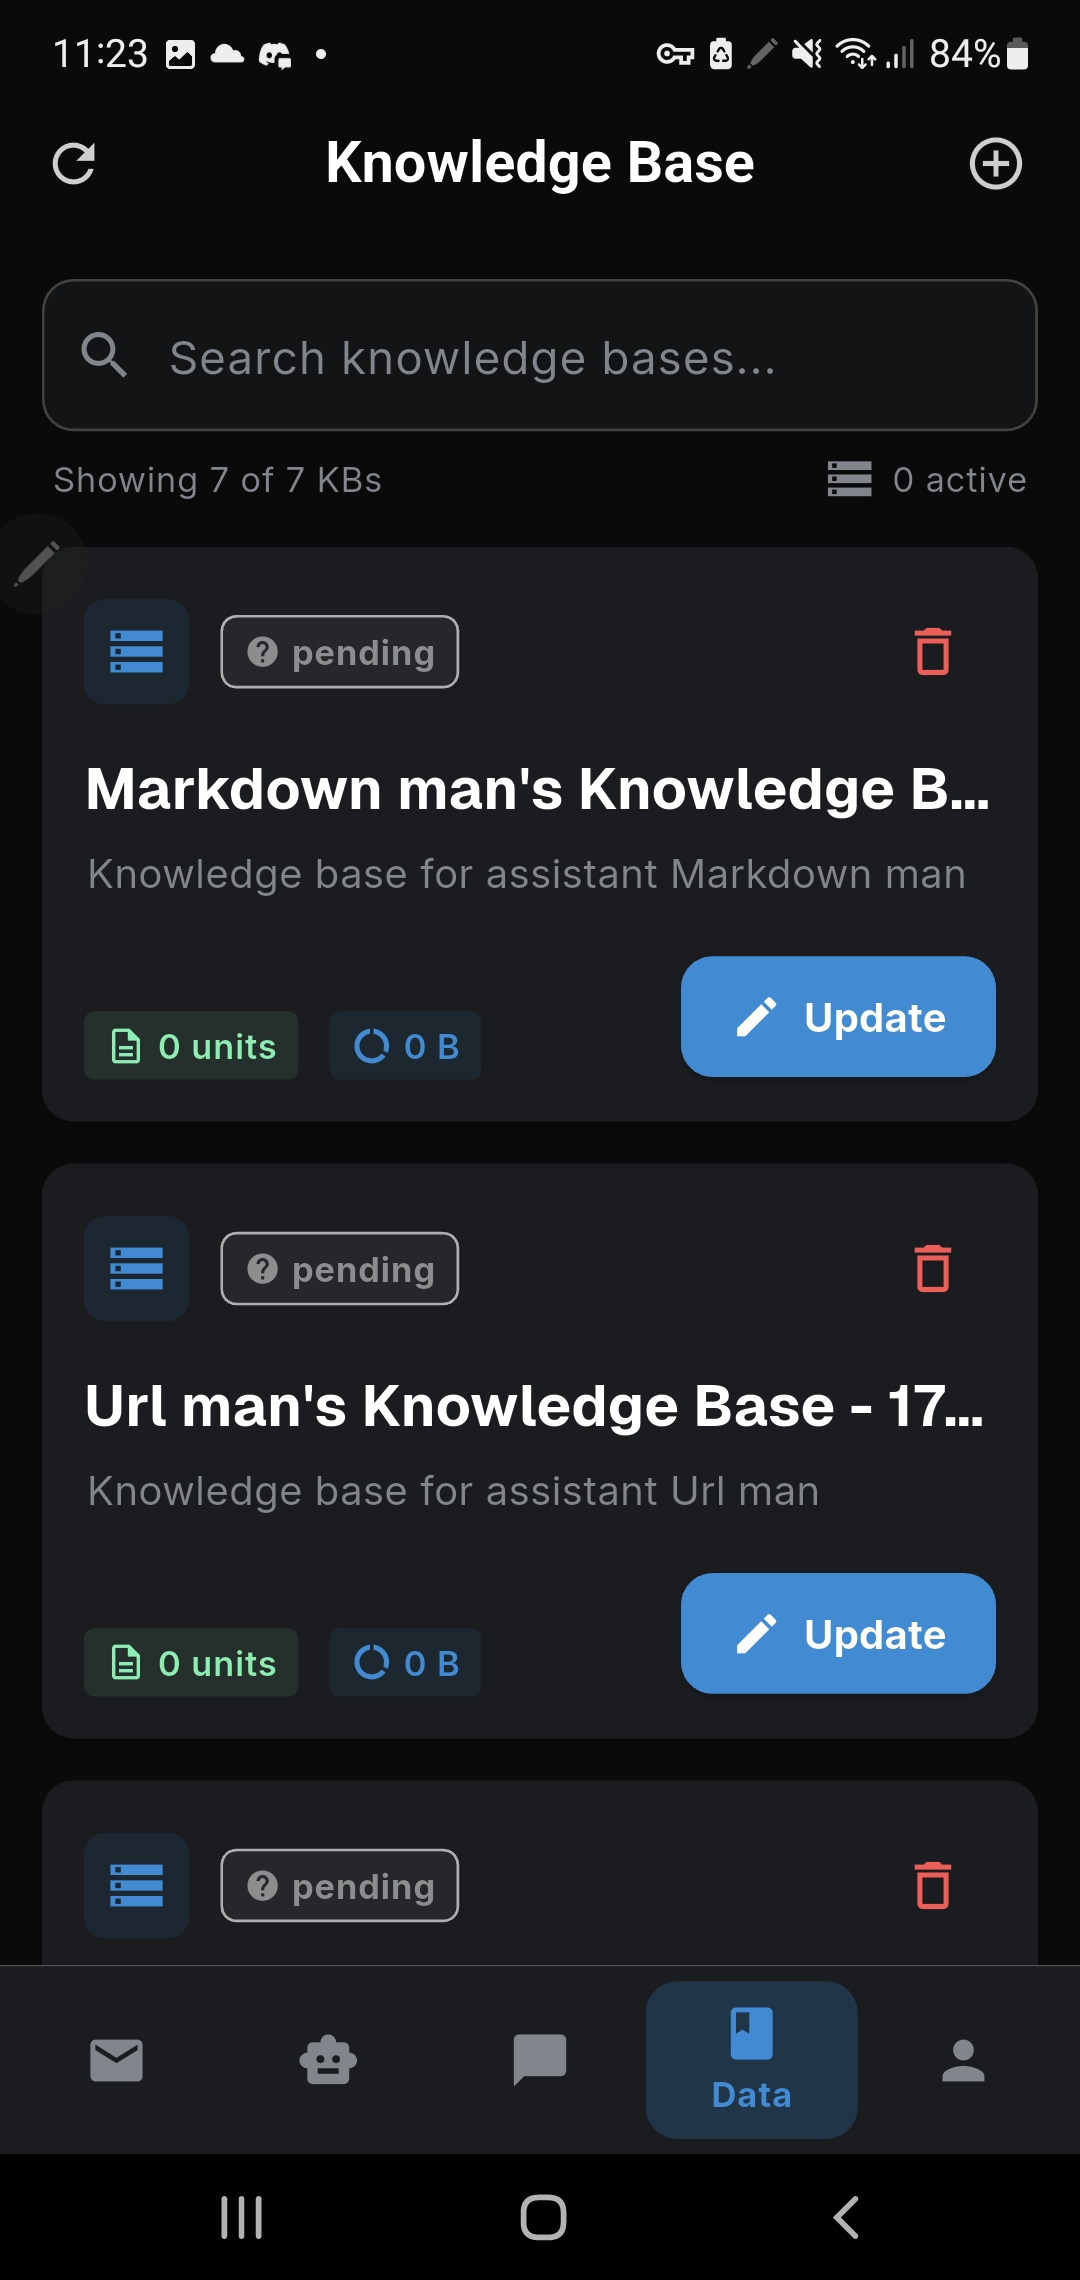 11:23
84%
Knowledge Base
Search knowledge bases...
Showing 7 of 7 KBs
0 active
pending
Markdown man's Knowledge B...
Knowledge base for assistant Markdown man
0 units
0 B
Update
pending
Url man's Knowledge Base - 17...
Knowledge base for assistant Url man
0 units
0 B
Update
pending
Data